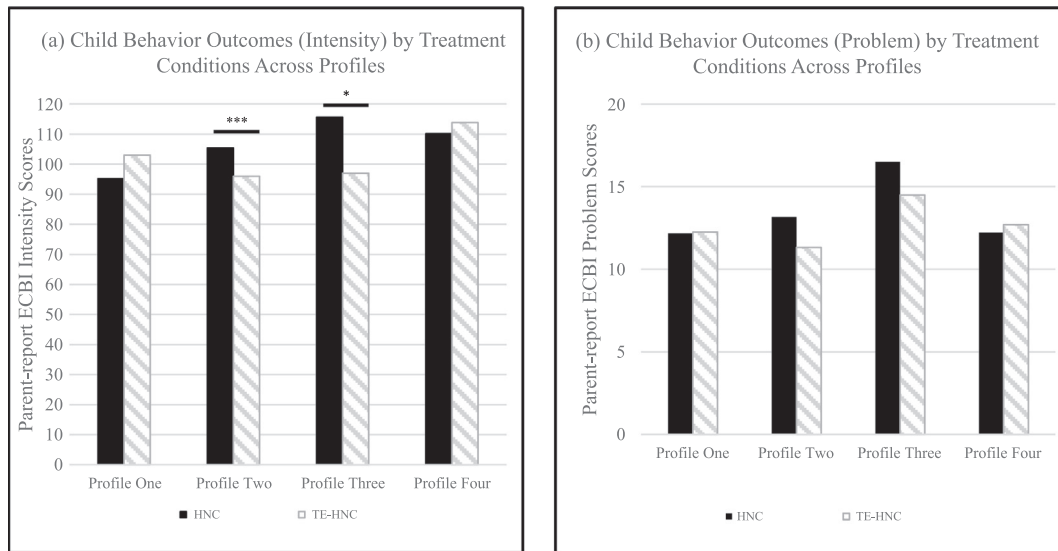 (a) Child Behavior Outcomes (Intensity) by Treatment
Conditions Across Profiles
Parent-report ECBI Intensity Scores
120
110
100
90
80
70
60
50
40
30
20
10
0
***
*
Profile One
Profile Two
Profile Three
Profile Four
HNC
TE-HNC
(b) Child Behavior Outcomes (Problem) by Treatment
Conditions Across Profiles
Parent-report ECBI Problem Scores
20
15
10
5
0
Profile One
Profile Two
Profile Three
Profile Four
HNC
TE-HNC